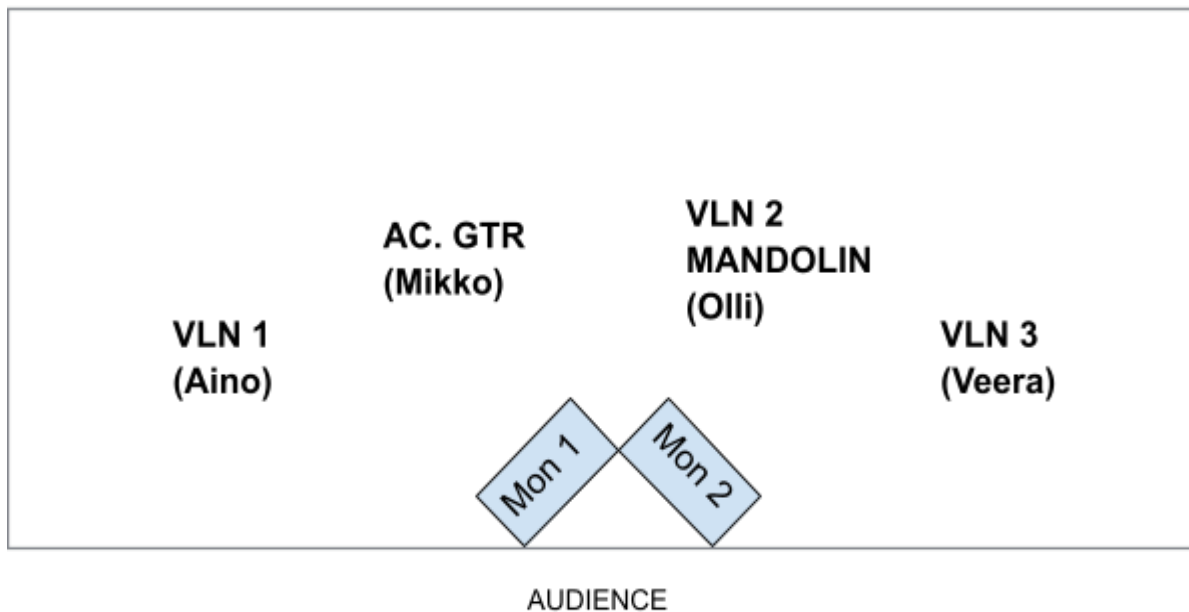 VLN 2
MANDOLIN
(Olli)
AC. GTR
(Mikko)
VLN 1
(Aino)
VLN 3
(Veera)
Mon 1
Mon 2
AUDIENCE